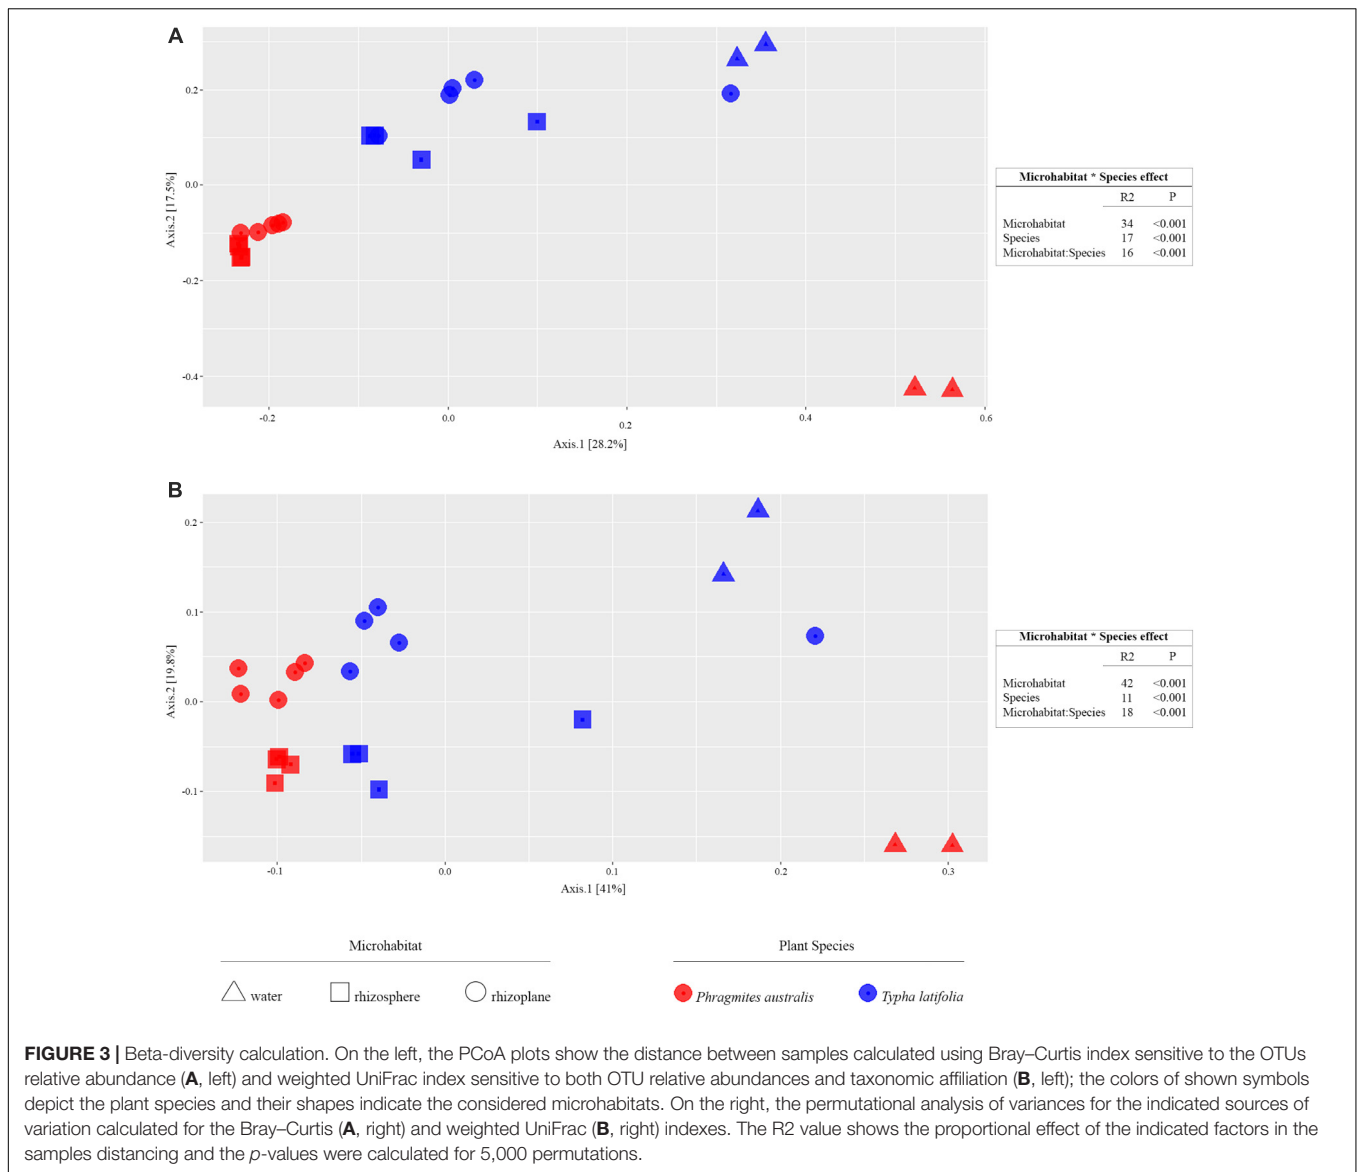 A
0.2
0.0
-0.2
-0.4
Axis.2 [17.5%]
-0.2
0.0
0.2
0.4
0.6
Axis.1 [28.2%]
Microhabitat * Species effect
R2 P
Microhabitat 34 <0.001
Species 17 <0.001
Microhabitat:Species 16 <0.001
B
0.2
0.1
0.0
-0.1
Axis.2 [19.8%]
-0.1
0.0
0.1
0.2
0.3
Axis.1 [41%]
Microhabitat * Species effect
R2 P
Microhabitat 42 <0.001
Species 11 <0.001
Microhabitat:Species 18 <0.001
Microhabitat
water
rhizosphere
rhizoplane
Plant Species
Phragmites australis
Typha latifolia
FIGURE 3 | Beta-diversity calculation. On the left, the PCoA plots show the distance between samples calculated using Bray–Curtis index sensitive to the OTUs
relative abundance (A, left) and weighted UniFrac index sensitive to both OTU relative abundances and taxonomic affiliation (B, left); the colors of shown symbols
depict the plant species and their shapes indicate the considered microhabitats. On the right, the permutational analysis of variances for the indicated sources of
variation calculated for the Bray–Curtis (A, right) and weighted UniFrac (B, right) indexes. The R2 value shows the proportional effect of the indicated factors in the
samples distancing and the p-values were calculated for 5,000 permutations.